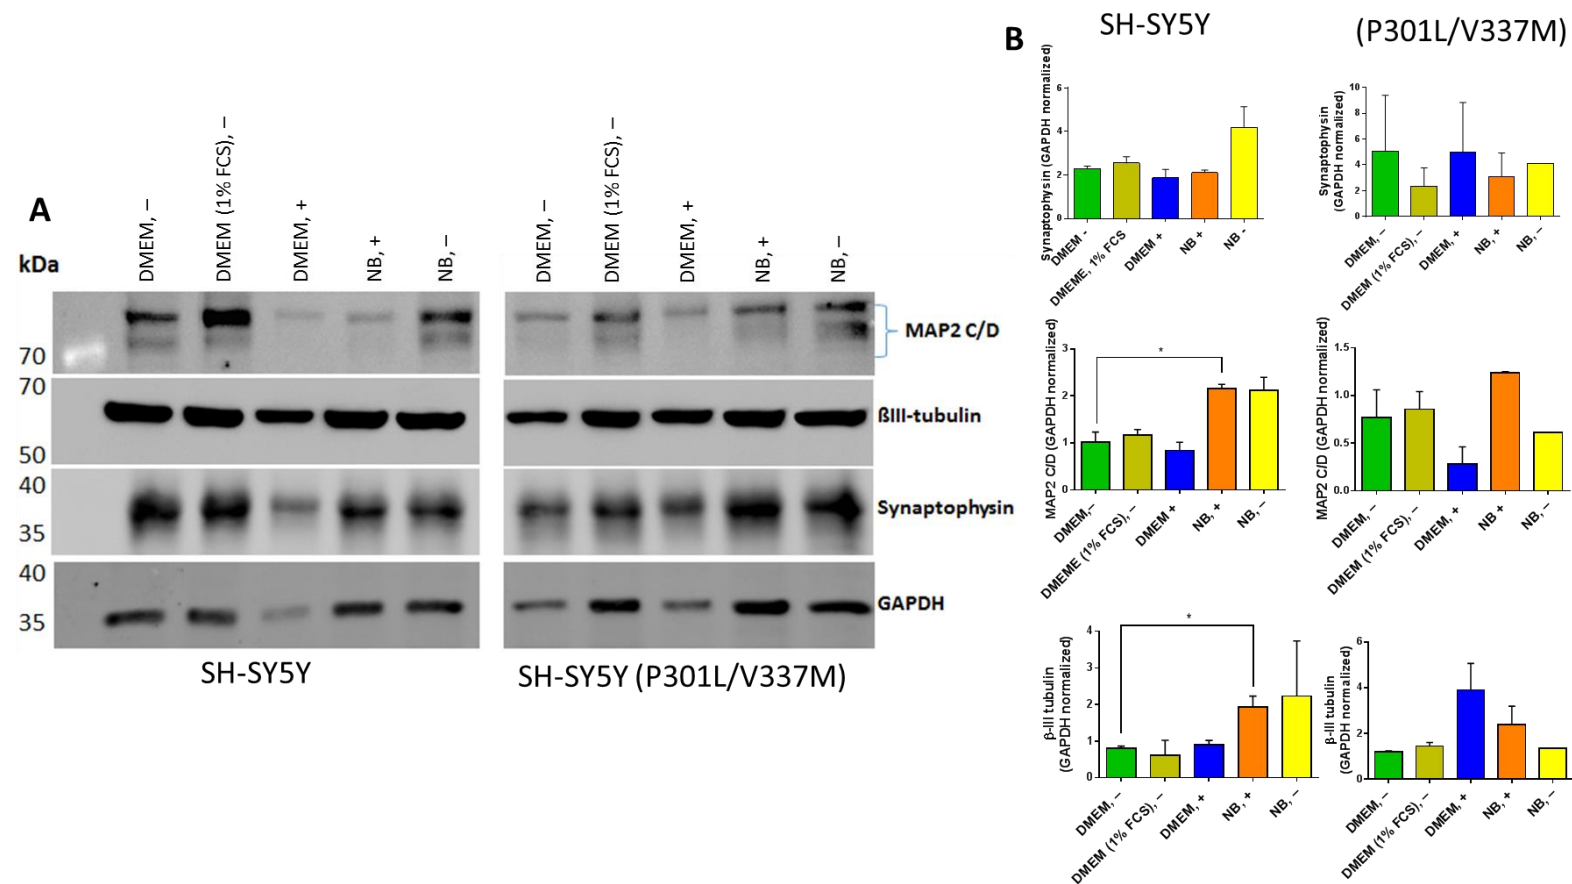 A
kDa
DMEM, –
DMEM (1% FCS), –
DMEM, +
NB, +
NB, –
DMEM, –
DMEM (1% FCS), –
DMEM, +
NB, +
NB, –
70
MAP2 C/D
70
50
ßIII-tubulin
40
35
Synaptophysin
40
35
GAPDH
SH-SY5Y
SH-SY5Y (P301L/V337M)
B
SH-SY5Y
(P301L/V337M)
Synaptophysin (GAPDH normalized)
6
4
2
0
DMEM -
DMEME, 1% FCS
DMEM +
NB +
NB -
Synaptophysin
(GAPDH normalized)
10
8
6
4
2
0
DMEM, –
DMEM (1% FCS), –
DMEM, +
NB, +
NB, –
MAP2 C/D (GAPDH normalized)
3
2
1
0
*
DMEM,–
DMEME (1% FCS), –
DMEM +
NB, +
NB, –
MAP2 C/D (GAPDH normalized)
1.5
1.0
0.5
0.0
DMEM, –
DMEM (1% FCS), –
DMEM, +
NB +
NB, –
β-III tubulin
(GAPDH normalized)
4
3
2
1
0
*
DMEM, –
DMEM (1% FCS), –
DMEM, +
NB, +
NB, –
β-III tubulin
(GAPDH normalized)
6
4
2
0
DMEM, –
DMEM (1% FCS), –
DMEM, +
NB, +
NB, –